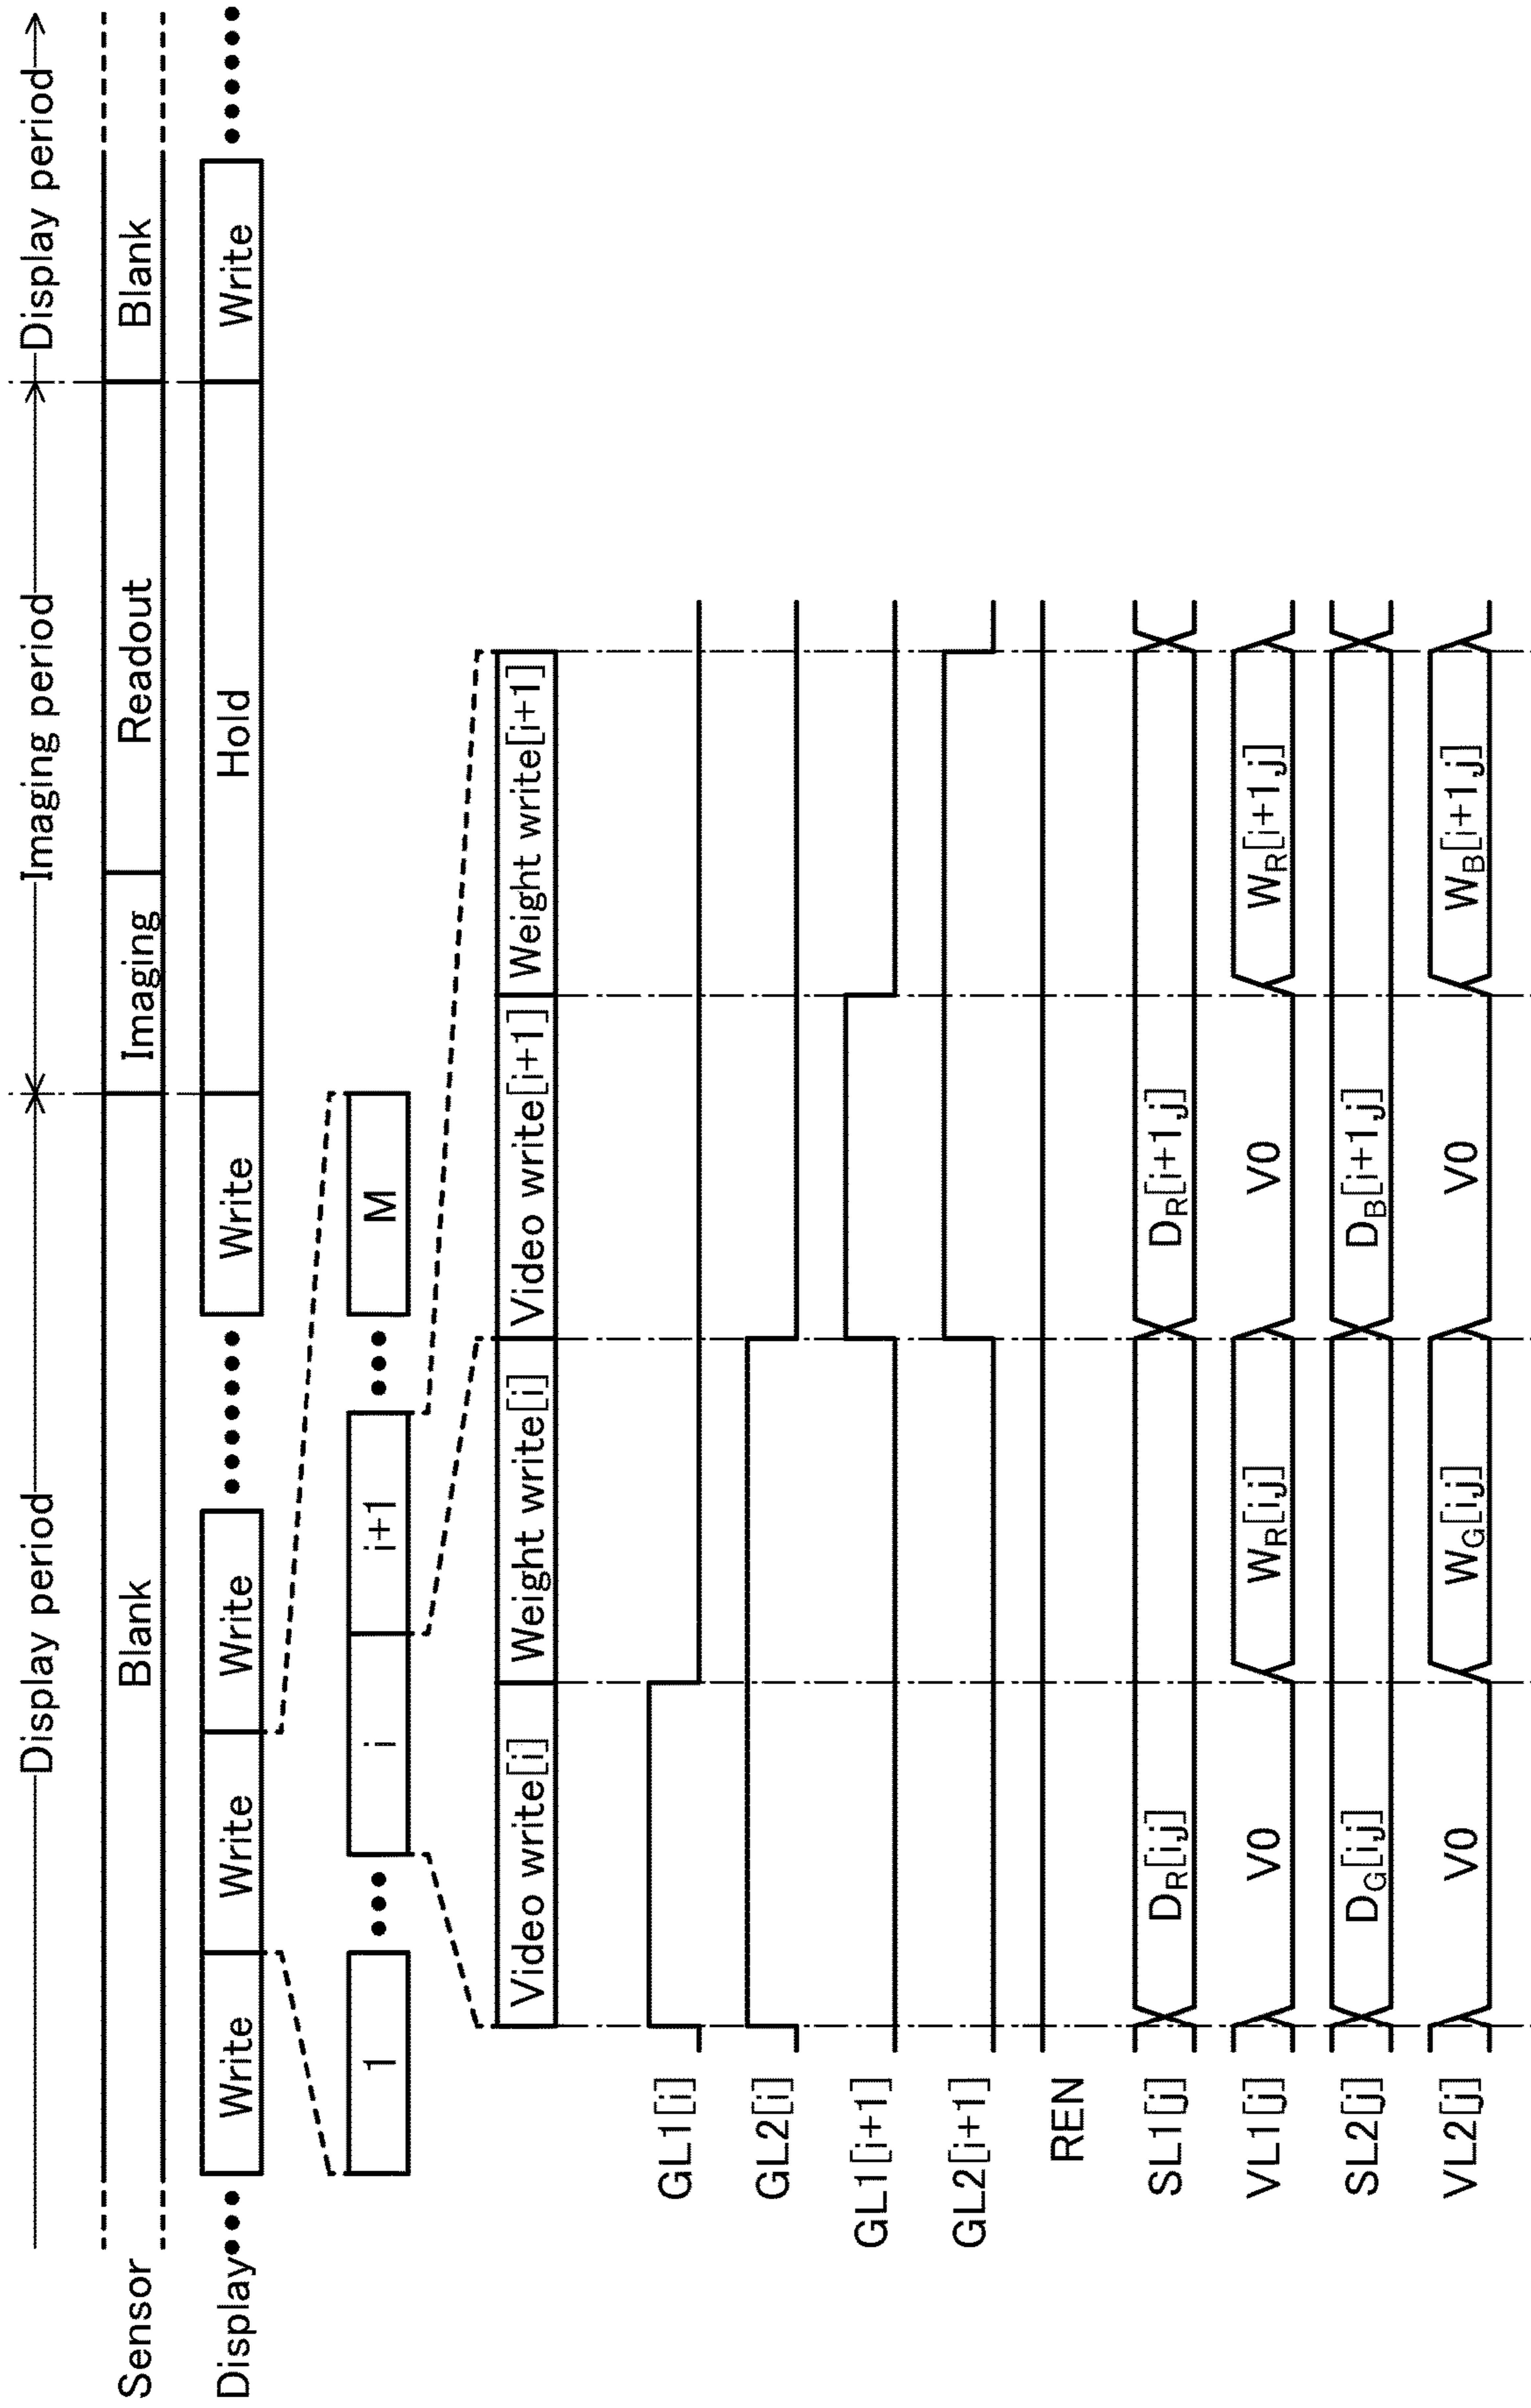 Display period Imaging period Display period
Sensor Blank Imaging Readout Blank
Display Write Write Write Write Hold Write
1 i i+1 M
Video write[i] Weight write[i] Video write[i+1] Weight write[i+1]
GL1[i]
GL2[i]
GL1[i+1]
GL2[i+1]
REN
SL1[j] DR[i,j] DR[i+1,j]
VL1[j] V0 WR[i,j] V0 WR[i+1,j]
SL2[j] DG[i,j] DB[i+1,j]
VL2[j] V0 WG[i,j] V0 WB[i+1,j]